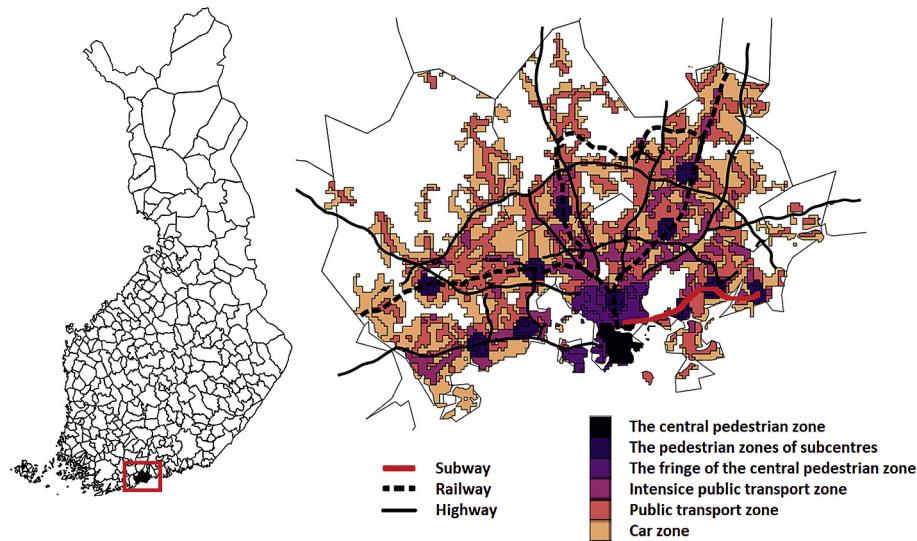 Subway
Railway
Highway
The central pedestrian zone
The pedestrian zones of subcentres
The fringe of the central pedestrian zone
Intensice public transport zone
Public transport zone
Car zone